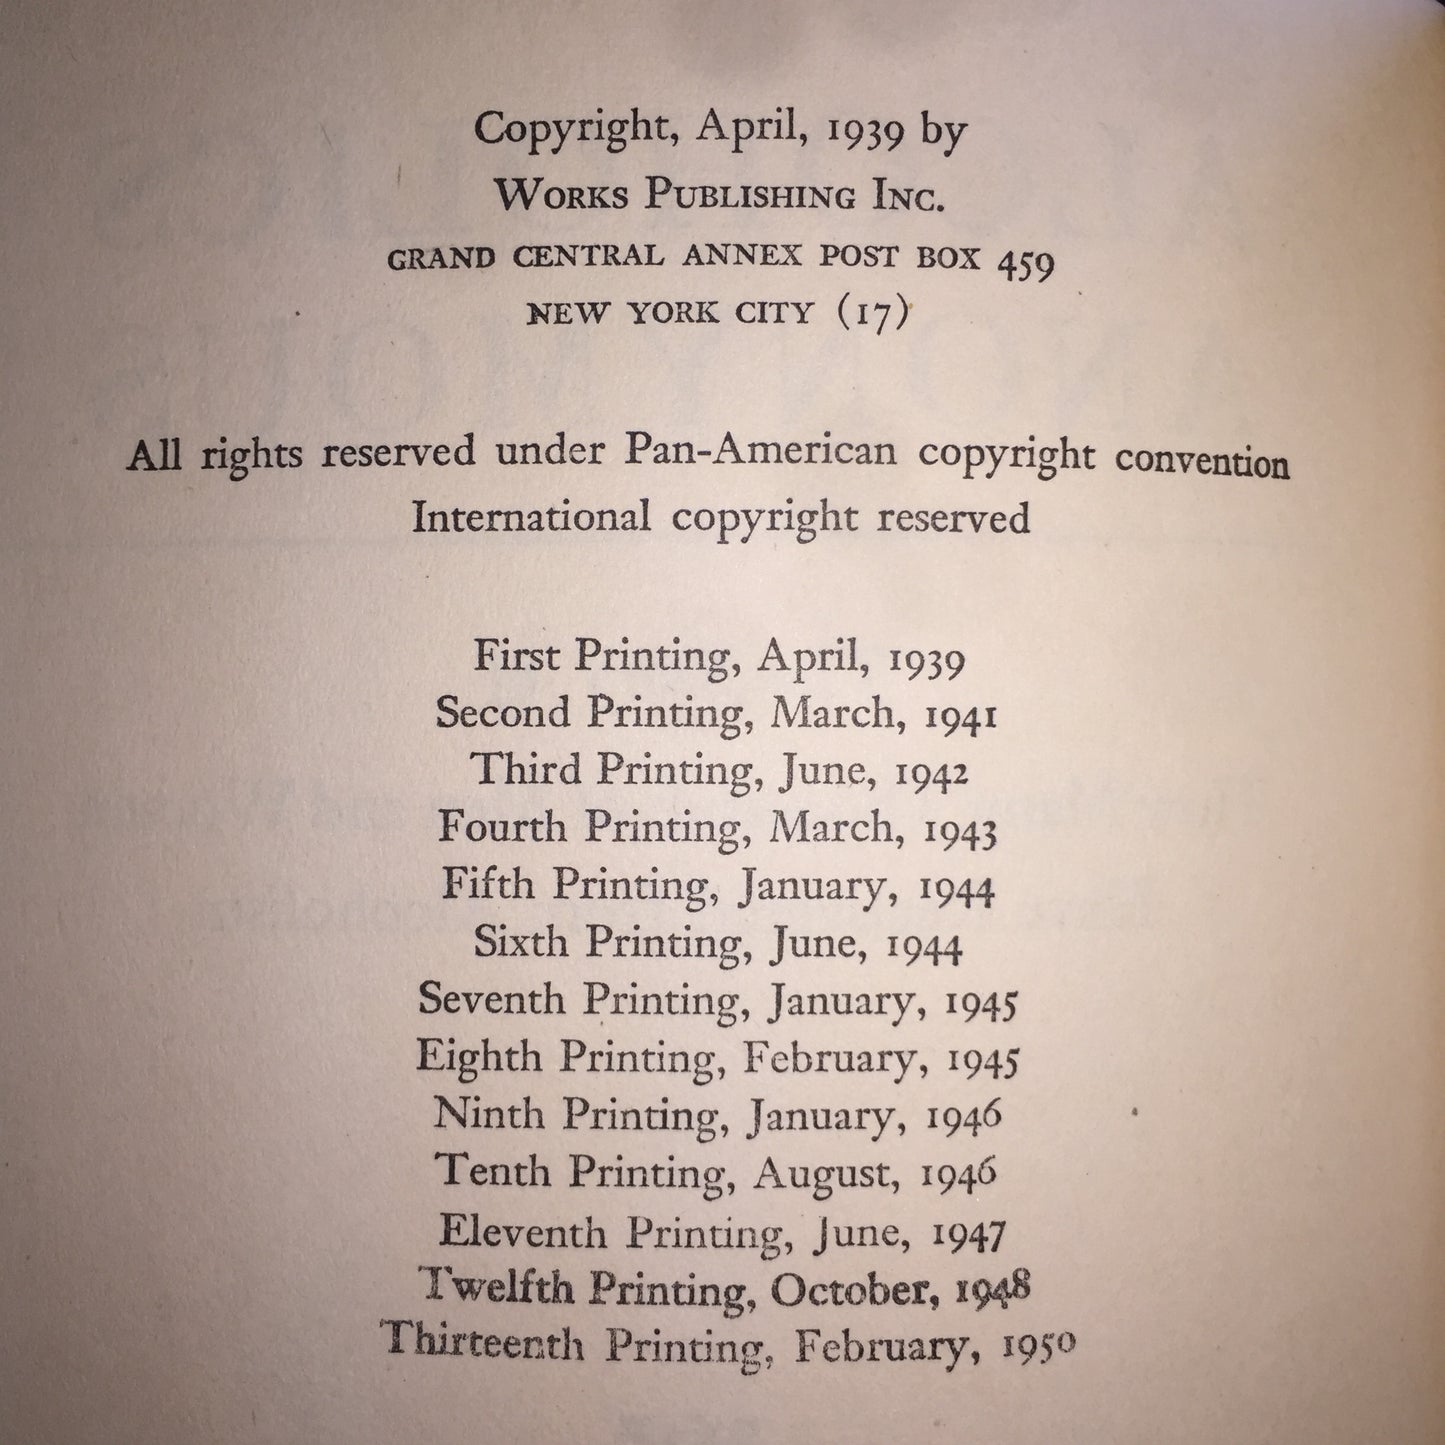 Copyright, April, 1939 by
WORKS PUBLISHING INC.
GRAND CENTRAL ANNEX POST BOX 459
NEW YORK CITY (17)
All rights reserved under Pan-American copyright convention
International copyright reserved
First Printing, April, 1939
Second Printing, March, 1941
Third Printing, June, 1942
Fourth Printing, March, 1943
Fifth Printing, January, 1944
Sixth Printing, June, 1944
Seventh Printing, January, 1945
Eighth Printing, February, 1945
Ninth Printing, January, 1946
Tenth Printing, August, 1946
Eleventh Printing, June, 1947
Twelfth Printing, October, 1948
Thirteenth Printing, February, 1950